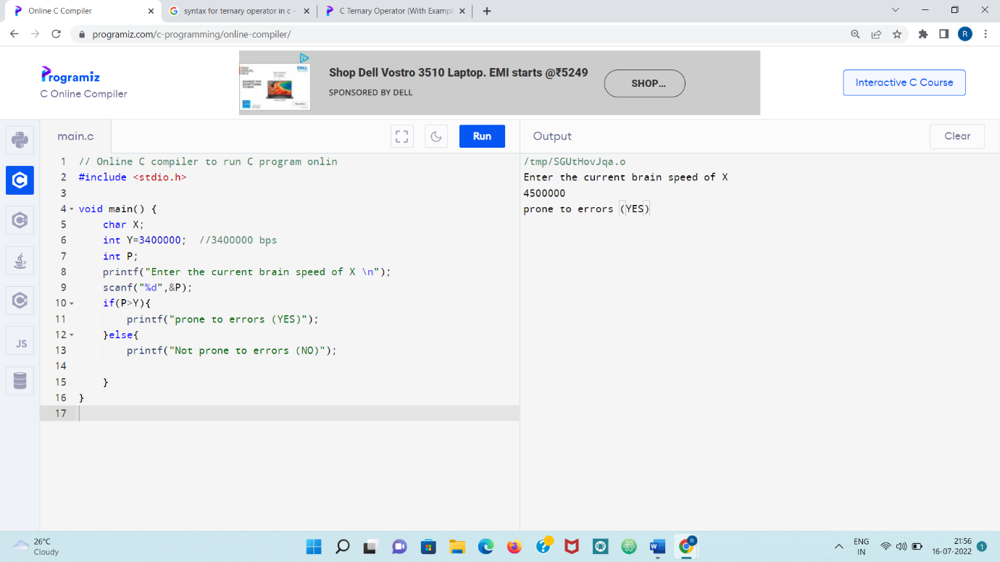 Online C Compiler
syntax for ternary operator in c -
C Ternary Operator (With Exampl
programiz.com/c-programming/online-compiler/
R
Programiz
C Online Compiler
DELL
Shop Dell Vostro 3510 Laptop. EMI starts @₹5249
SPONSORED BY DELL
SHOP...
Interactive C Course
main.c
Run
Output
Clear
1 // Online C compiler to run C program onlin
2 #include <stdio.h>
3
4 void main() {
5 char X;
6 int Y=3400000; //3400000 bps
7 int P;
8 printf("Enter the current brain speed of X \n");
9 scanf("%d",&P);
10 if(P>Y){
11 printf("prone to errors (YES)");
12 }else{
13 printf("Not prone to errors (NO)");
14
15 }
16 }
17
JS
/tmp/SGUtHovJqa.o
Enter the current brain speed of X
4500000
prone to errors (YES)
26°C
Cloudy
ENG
IN
21:56
16-07-2022
1